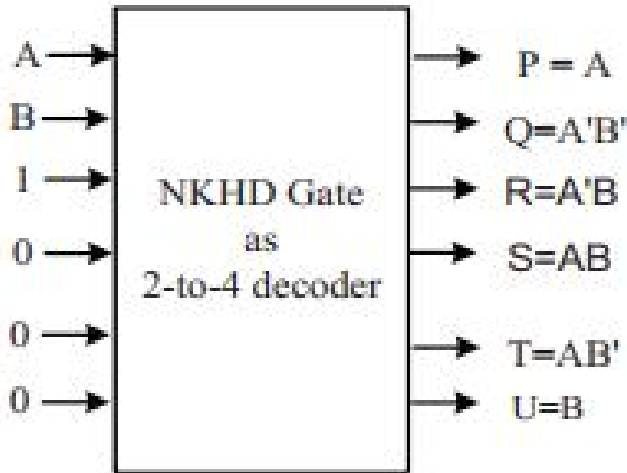 A
B
1
0
0
0
NKHD Gate
as
2-to-4 decoder
P = A
Q=A'B'
R=A'B
S=AB
T=AB'
U=B